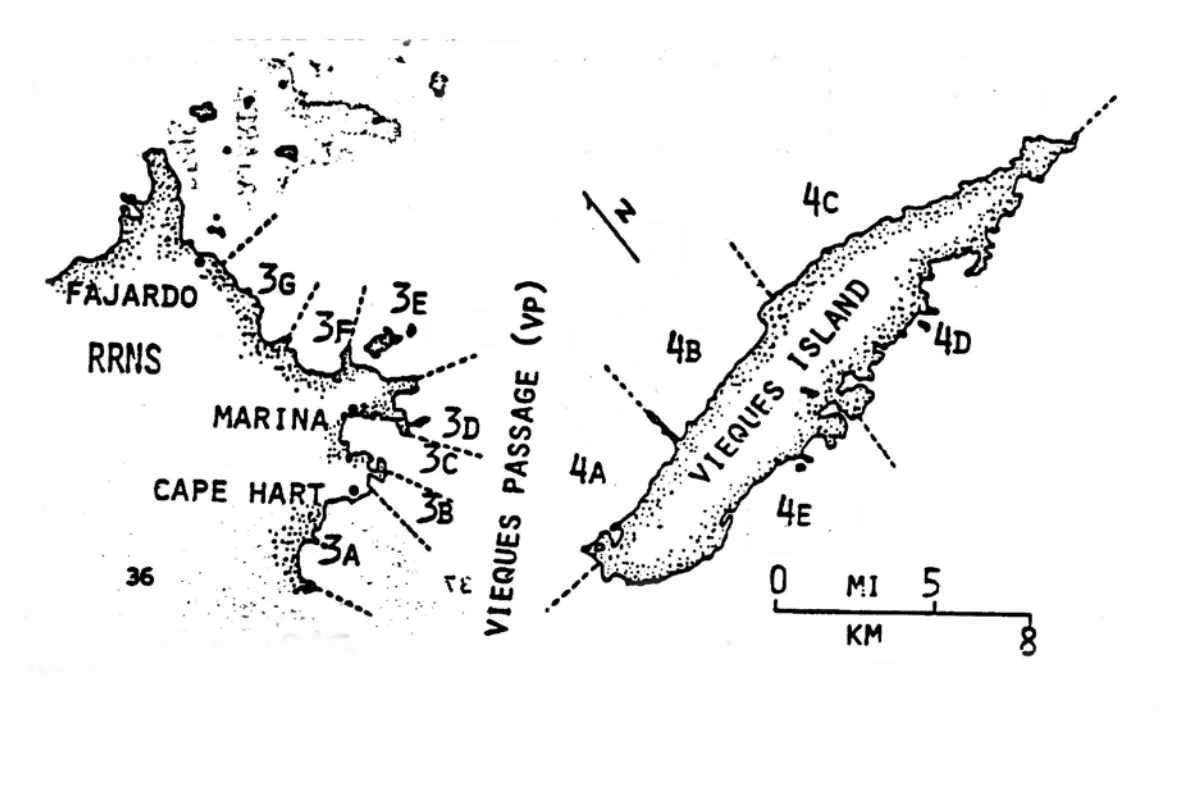 N
4C
FAJARDO
3G
3F
3E
RRNS
4B
4D
MARINA
3D
3C
4A
VIEQUES PASSAGE (VP)
VIEQUES ISLAND
CAPE HART
3B
4E
3A
36
37
0 MI 5
KM
8